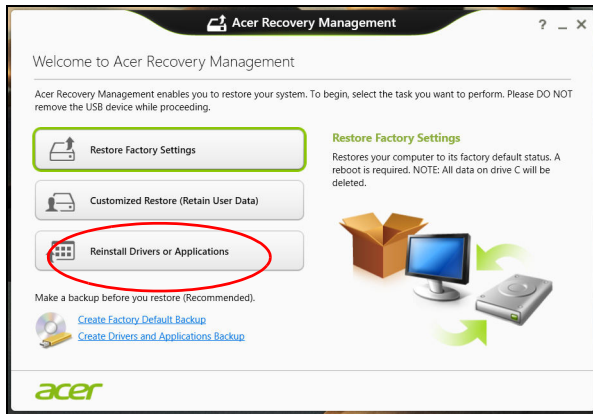 Acer Recovery Management
? _ X
Welcome to Acer Recovery Management
Acer Recovery Management enables you to restore your system. To begin, select the task you want to perform. Please DO NOT
remove the USB device while proceeding.
Restore Factory Settings
Customized Restore (Retain User Data)
Reinstall Drivers or Applications
Restore Factory Settings
Restores your computer to its factory default status. A
reboot is required. NOTE: All data on drive C will be
deleted.
Make a backup before you restore (Recommended).
Create Factory Default Backup
Create Drivers and Applications Backup
acer